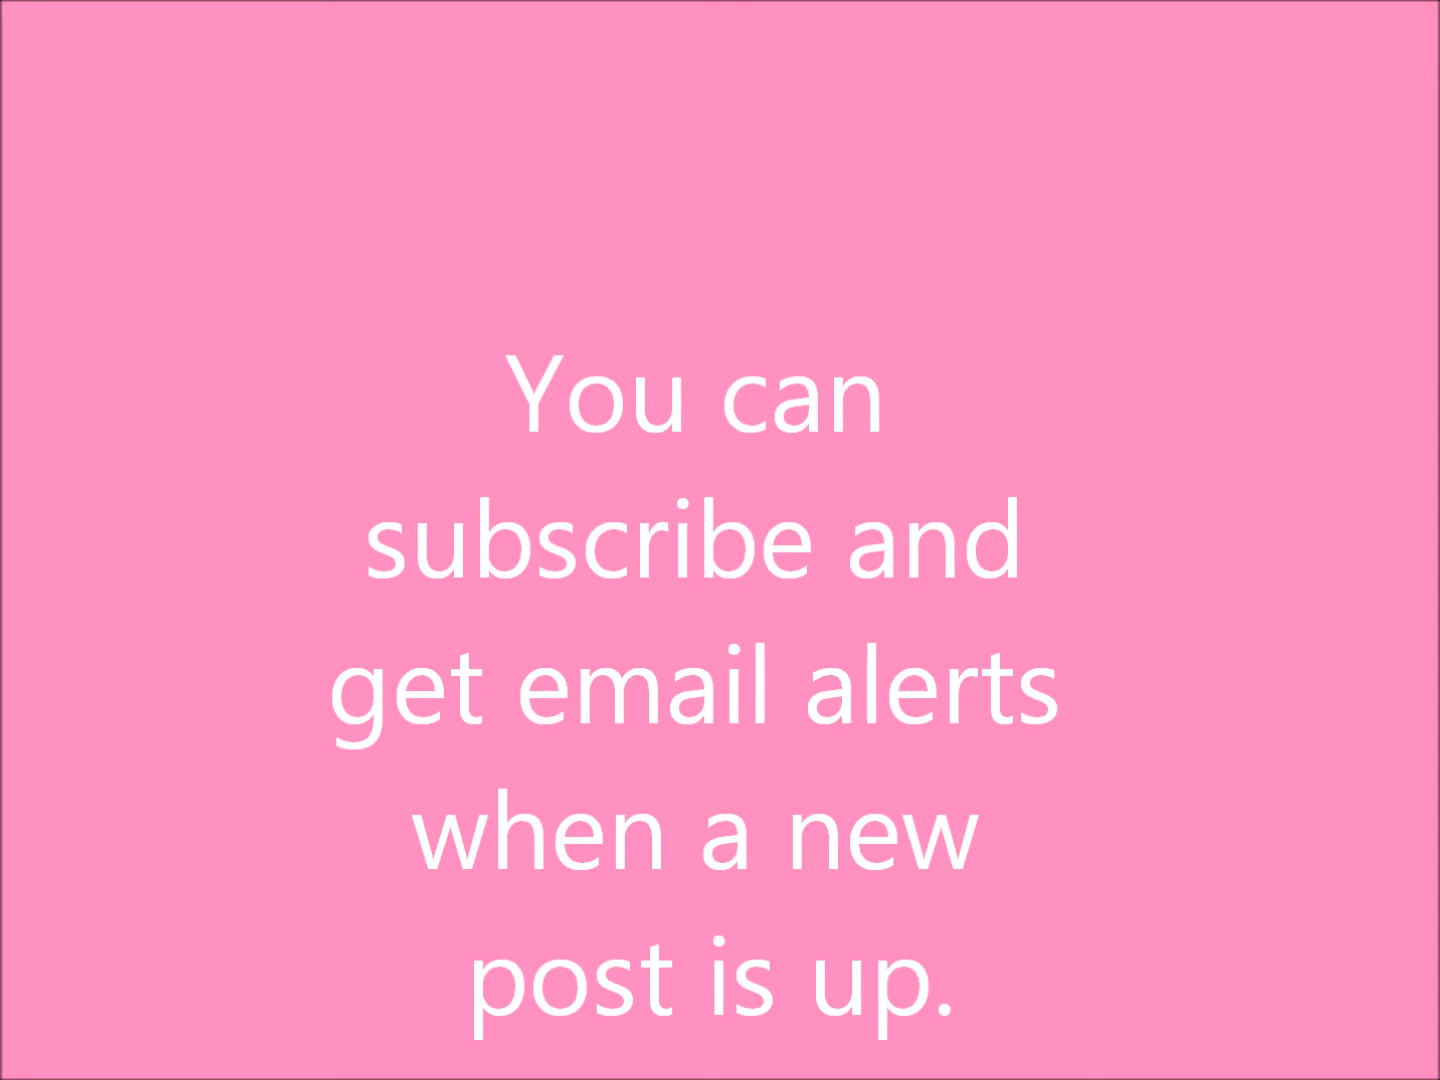 You can
subscribe and
get email alerts
when a new
post is up.